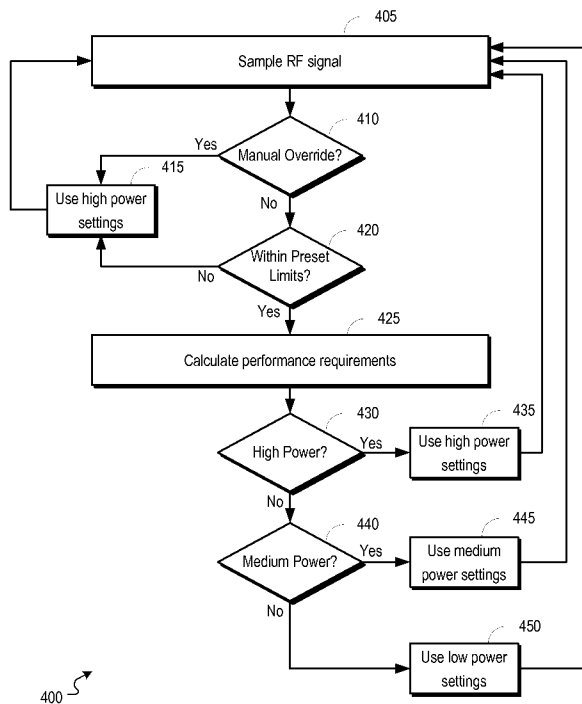 405
Sample RF signal
410
Yes
Manual Override?
415
Use high power
settings
No
420
Within Preset
Limits?
No
Yes
425
Calculate performance requirements
430
435
High Power?
Yes
Use high power
settings
No
440
445
Medium Power?
Yes
Use medium
power settings
No
450
Use low power
settings
400